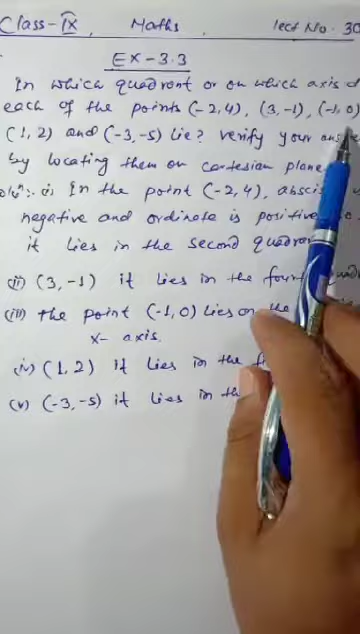 Class-IX Maths lect No. 30
EX-3.3
In which quadrant or on which axis d
each of the points (-2,4), (3,-1), (-1,0)
(1,2) and (-3,-5) lie? Verify your
by locating them on cartesian plane
(i) In the point (-2,4),
negative and ordinate is positive so
it lies in the second
(ii) (3,-1) it lies in the
(iii) the point (-1,0) Lies on the
x-axis.
(iv) (1,2) it lies in the
(v) (-3,-5) it lies in the